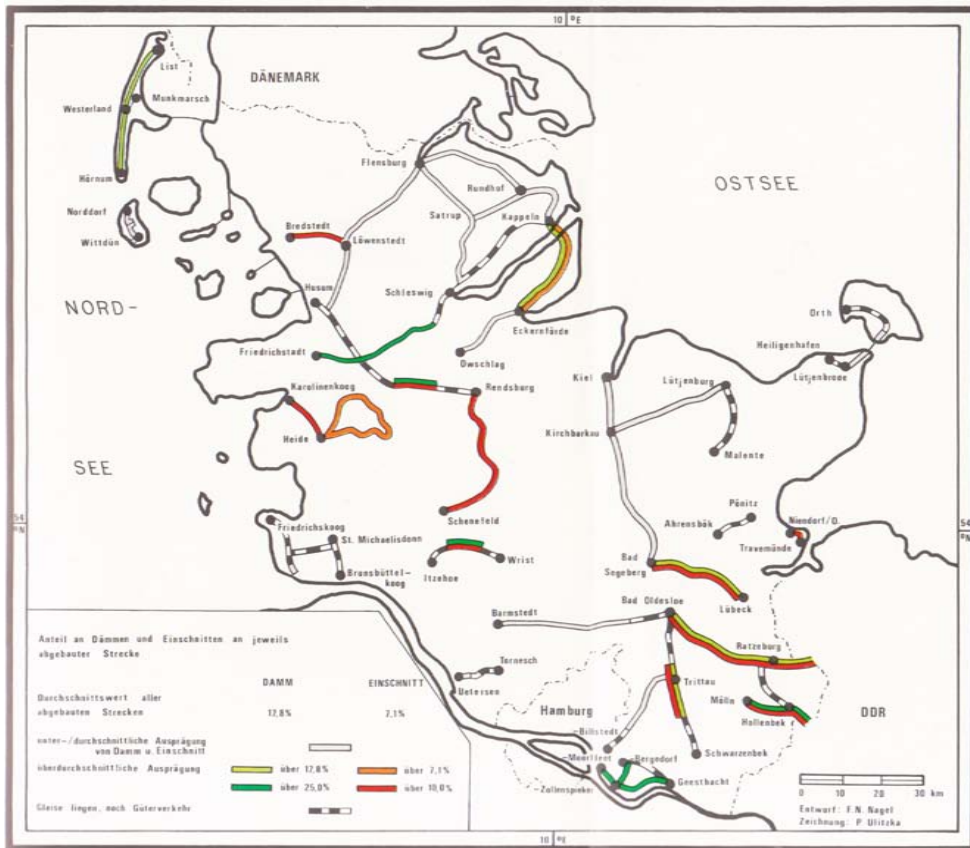 10 °E
List
DÄNEMARK
Munkmarsch
Westerland
Flensburg
Hörnum
Rundhof
OSTSEE
Norddorf
Satrup
Kappeln
Bredstedt
Wittdün
Löwenstedt
Husum
Schleswig
NORD-
Orth
Eckernförde
Heiligenhafen
Friedrichstadt
Owschlag
Lütjenbrode
Kiel
Lütjenburg
Karolinenkoog
Rendsburg
Kirchbarkau
Heide
Malente
SEE
Pönitz
Schenefeld
54 °N
Friedrichskoog
Ahrensbök
Niendorf/O.
54 °N
St. Michaelisdonn
Travemünde
Wrist
Brunsbüttel-
koog
Itzehoe
Bad
Segeberg
Lübeck
Bad Oldesloe
Barmstedt
Anteil an Dämmen und Einschnitten an jeweils
abgebauter Strecke
Ratzeburg
Tornesch
DAMM
EINSCHNITT
Trittau
Uetersen
Mölln
DDR
Durchschnittswert aller
abgebauten Strecken
17,8%
7,1%
Hamburg
Hollenbek
Billstedt
unter-/durchschnittliche Ausprägung
von Damm u. Einschnitt
Schwarzenbek
Moorfleet
Bergedorf
überdurchschnittliche Ausprägung
über 17,8%
über 7,1%
über 25,0%
über 10,0%
Zollenspieker
Geesthacht
0 10 20 30 km
Gleise liegen, noch Güterverkehr
Entwurf: F.N. Nagel
Zeichnung: P. Ulitzka
10 °E